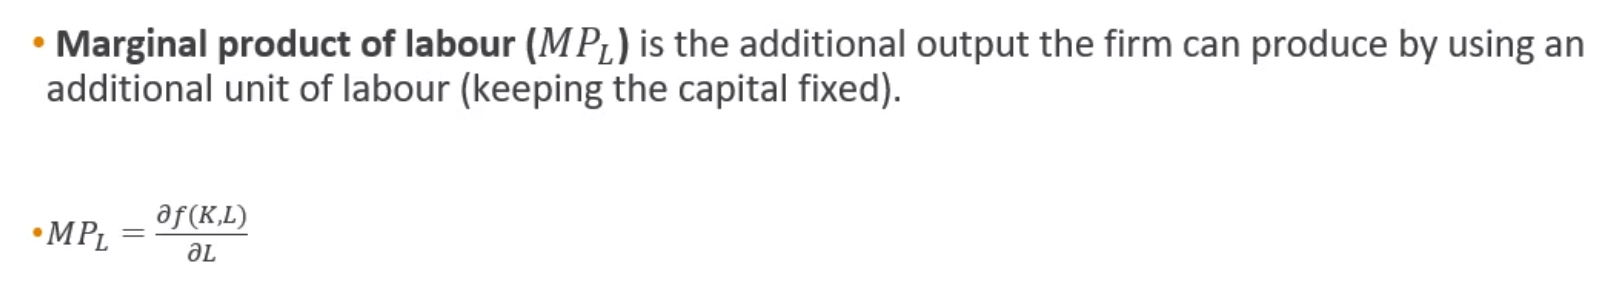 • Marginal product of labour (MP_L) is the additional output the firm can produce by using an
additional unit of labour (keeping the capital fixed).
• MP_L = ∂f(K,L)/∂L